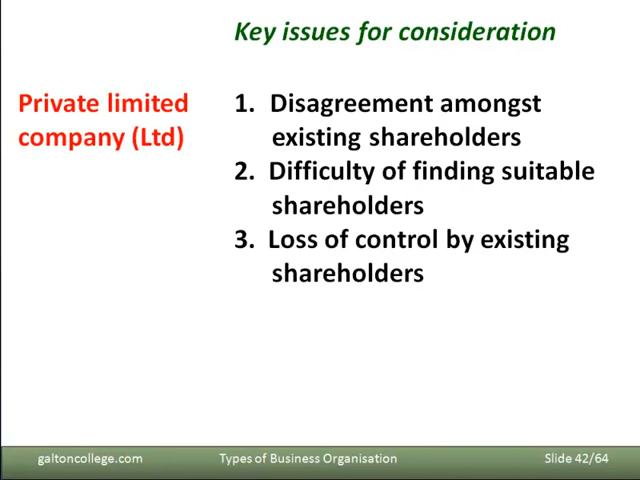 Key issues for consideration
Private limited
company (Ltd)
1. Disagreement amongst
existing shareholders
2. Difficulty of finding suitable
shareholders
3. Loss of control by existing
shareholders
galtoncollege.com
Types of Business Organisation
Slide 42/64